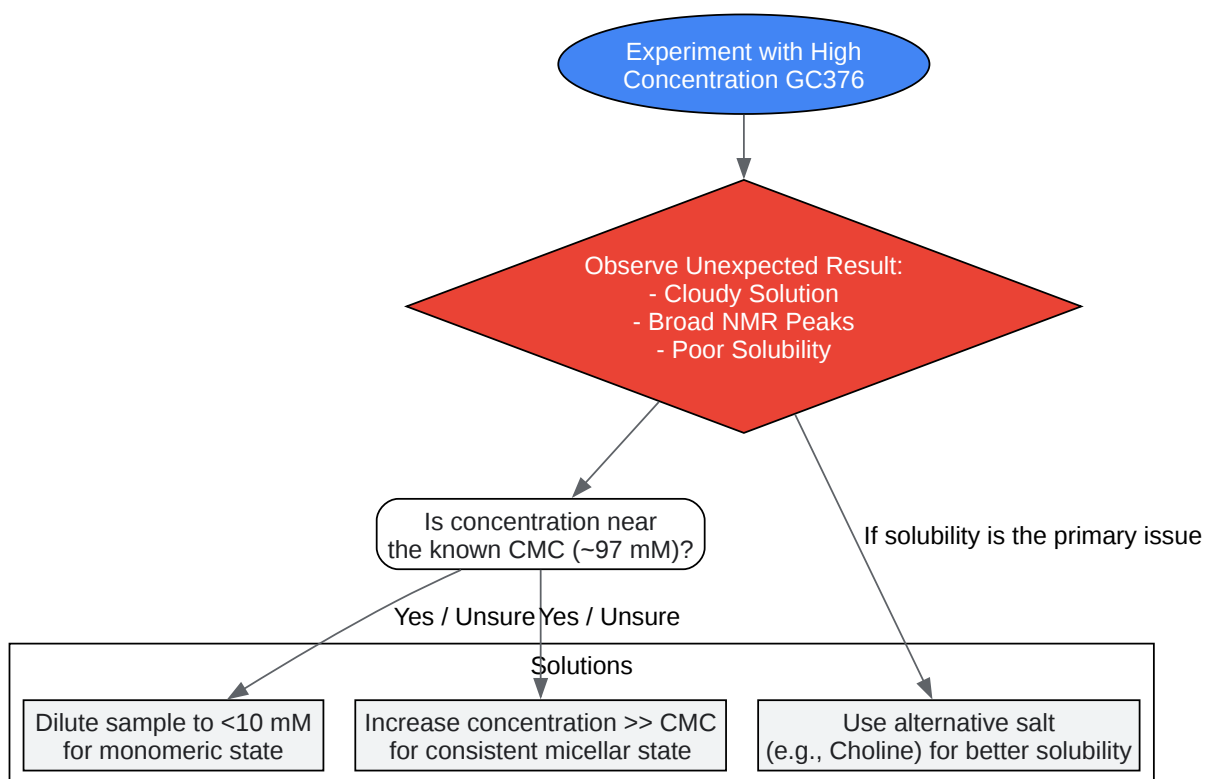 Experiment with High
Concentration GC376
Observe Unexpected Result:
- Cloudy Solution
- Broad NMR Peaks
- Poor Solubility
Is concentration near
the known CMC (~97 mM)?
If solubility is the primary issue
Yes / Unsure
Yes / Unsure
Solutions
Dilute sample to <10 mM
for monomeric state
Increase concentration >> CMC
for consistent micellar state
Use alternative salt
(e.g., Choline) for better solubility